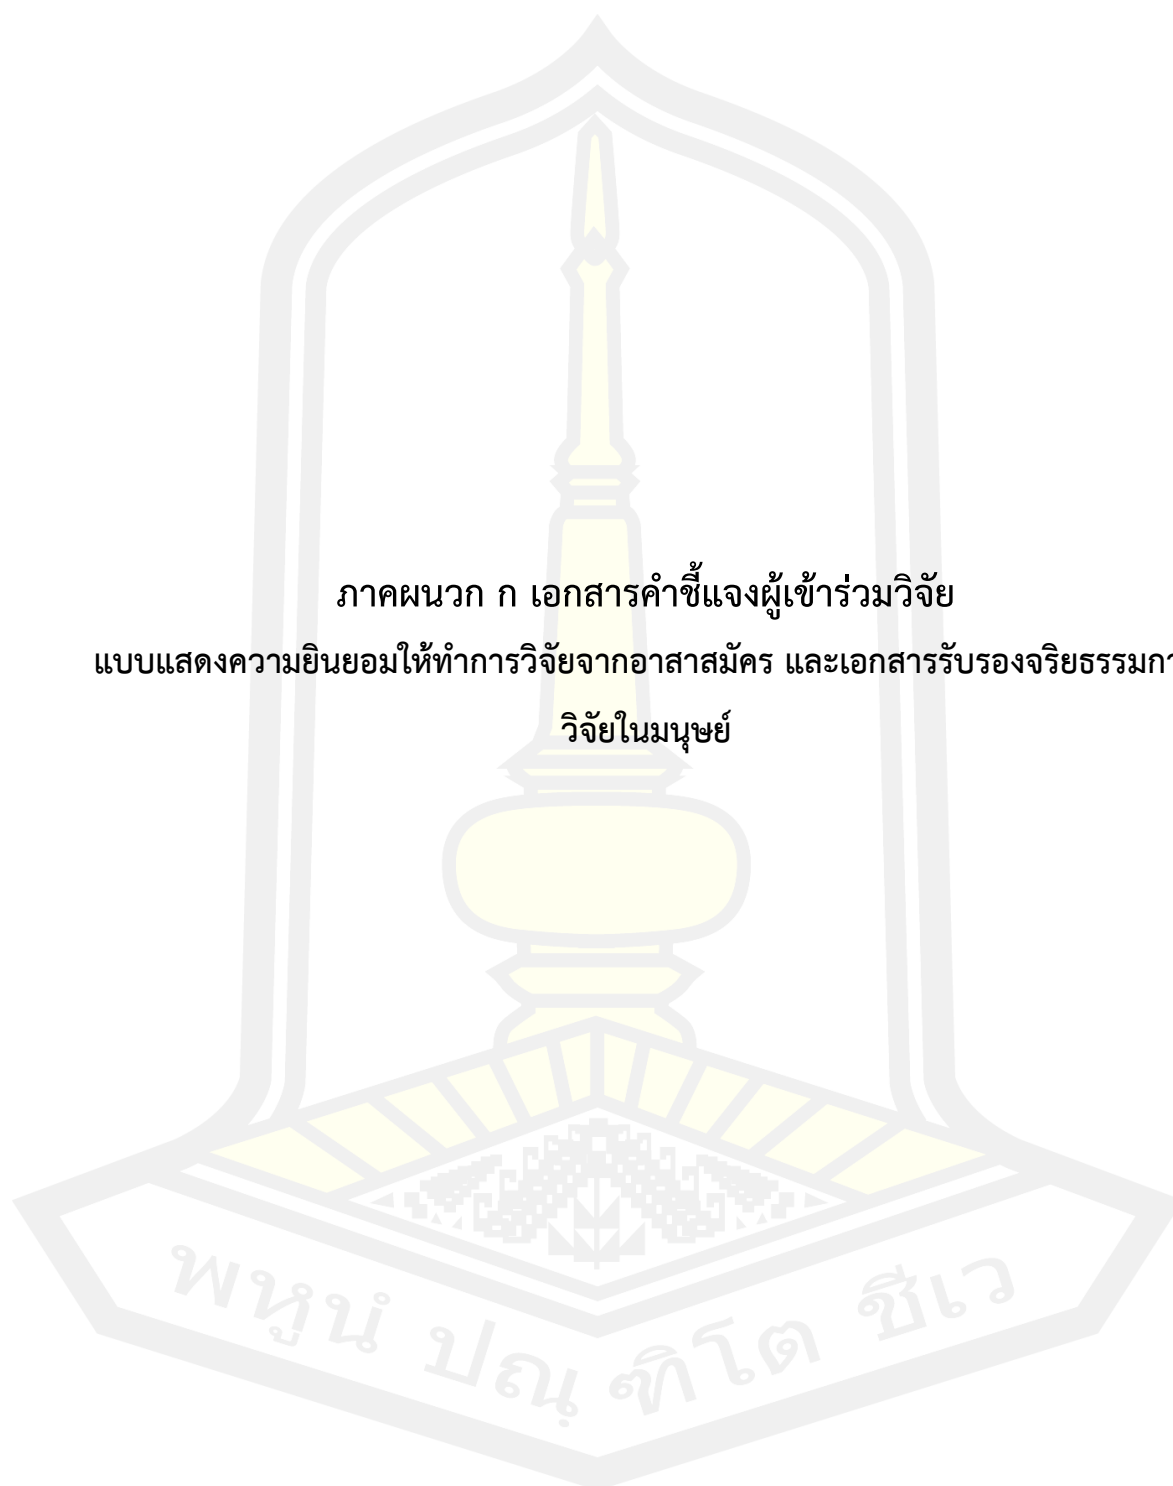 ภาคผนวก ก เอกสารคำชี้แจงผู้เข้าร่วมวิจัย
แบบแสดงความยินยอมให้ทำการวิจัยจากอาสาสมัคร และเอกสารรับรองจริยธรรมกา
วิจัยในมนุษย์
พหูนํ ปณฺฑิโต ชีเว